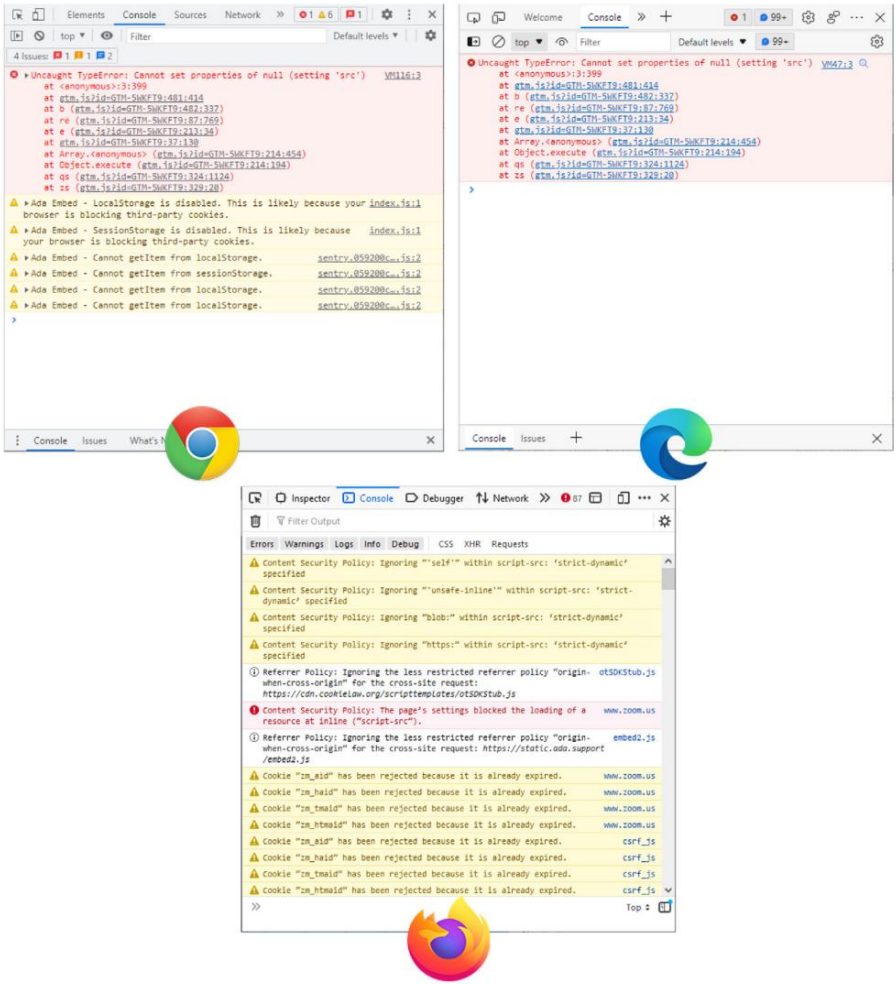 Elements Console Sources Network » 1 6 1
top ▼ Filter Default levels ▼
4 Issues: 1 1 2
Uncaught TypeError: Cannot set properties of null (setting 'src') VM116:3
at <anonymous>:3:399
at gtm.js?id=GTM-5WKFT9:481:414
at b (gtm.js?id=GTM-5WKFT9:482:337)
at re (gtm.js?id=GTM-5WKFT9:87:769)
at e (gtm.js?id=GTM-5WKFT9:213:34)
at gtm.js?id=GTM-5WKFT9:37:130
at Array.<anonymous> (gtm.js?id=GTM-5WKFT9:214:454)
at Object.execute (gtm.js?id=GTM-5WKFT9:214:194)
at qs (gtm.js?id=GTM-5WKFT9:324:1124)
at zs (gtm.js?id=GTM-5WKFT9:329:20)
Ada Embed - LocalStorage is disabled. This is likely because your index.js:1
browser is blocking third-party cookies.
Ada Embed - SessionStorage is disabled. This is likely because index.js:1
your browser is blocking third-party cookies.
Ada Embed - Cannot getItem from localStorage. sentry.059200c….js:2
Ada Embed - Cannot getItem from sessionStorage. sentry.059200c….js:2
Ada Embed - Cannot getItem from localStorage. sentry.059200c….js:2
Ada Embed - Cannot getItem from localStorage. sentry.059200c….js:2
Console Issues What's N
Welcome Console » + 1 99+
top ▼ Filter Default levels ▼ 99+
Uncaught TypeError: Cannot set properties of null (setting 'src') VM47:3
at <anonymous>:3:399
at gtm.js?id=GTM-5WKFT9:481:414
at b (gtm.js?id=GTM-5WKFT9:482:337)
at re (gtm.js?id=GTM-5WKFT9:87:769)
at e (gtm.js?id=GTM-5WKFT9:213:34)
at gtm.js?id=GTM-5WKFT9:37:130
at Array.<anonymous> (gtm.js?id=GTM-5WKFT9:214:454)
at Object.execute (gtm.js?id=GTM-5WKFT9:214:194)
at qs (gtm.js?id=GTM-5WKFT9:324:1124)
at zs (gtm.js?id=GTM-5WKFT9:329:20)
Console Issues +
Inspector Console Debugger Network » 87
Filter Output
Errors Warnings Logs Info Debug CSS XHR Requests
Content Security Policy: Ignoring “'self'” within script-src: ‘strict-dynamic’
specified
Content Security Policy: Ignoring “'unsafe-inline'” within script-src: ‘strict-
dynamic’ specified
Content Security Policy: Ignoring “blob:” within script-src: ‘strict-dynamic’
specified
Content Security Policy: Ignoring “https:” within script-src: ‘strict-dynamic’
specified
Referrer Policy: Ignoring the less restricted referrer policy “origin- otSDKStub.js
when-cross-origin” for the cross-site request:
https://cdn.cookielaw.org/scripttemplates/otSDKStub.js
Content Security Policy: The page’s settings blocked the loading of a www.zoom.us
resource at inline (“script-src”).
Referrer Policy: Ignoring the less restricted referrer policy “origin- embed2.js
when-cross-origin” for the cross-site request: https://static.ada.support
/embed2.js
Cookie “zm_aid” has been rejected because it is already expired. www.zoom.us
Cookie “zm_haid” has been rejected because it is already expired. www.zoom.us
Cookie “zm_tmaid” has been rejected because it is already expired. www.zoom.us
Cookie “zm_htmaid” has been rejected because it is already expired. www.zoom.us
Cookie “zm_aid” has been rejected because it is already expired. csrf_js
Cookie “zm_haid” has been rejected because it is already expired. csrf_js
Cookie “zm_tmaid” has been rejected because it is already expired. csrf_js
Cookie “zm_htmaid” has been rejected because it is already expired. csrf_js
» Top